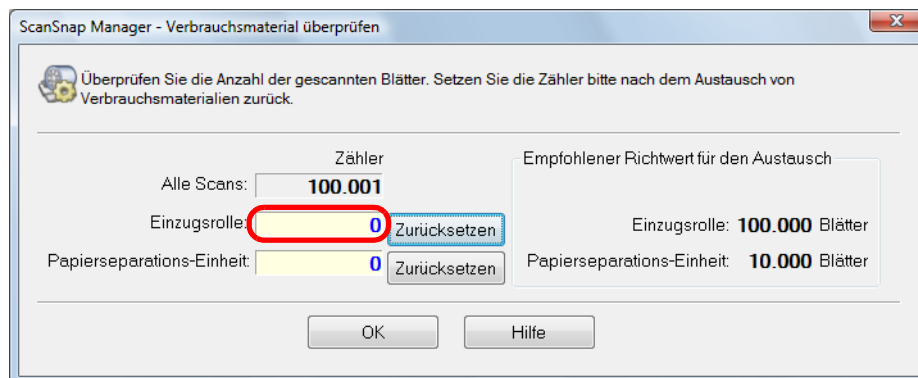 ScanSnap Manager - Verbrauchsmaterial überprüfen
Überprüfen Sie die Anzahl der gescannten Blätter. Setzen Sie die Zähler bitte nach dem Austausch von
Verbrauchsmaterialien zurück.
Zähler
Alle Scans: 100.001
Einzugsrolle: 0 Zurücksetzen
Papierseparations-Einheit: 0 Zurücksetzen
Empfohlener Richtwert für den Austausch
Einzugsrolle: 100.000 Blätter
Papierseparations-Einheit: 10.000 Blätter
OK Hilfe